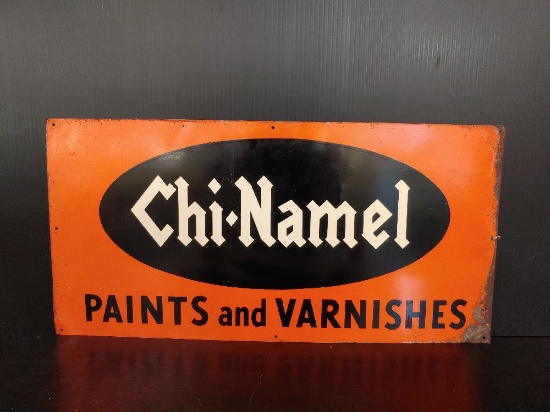 Chi-Namel
PAINTS and VARNISHES